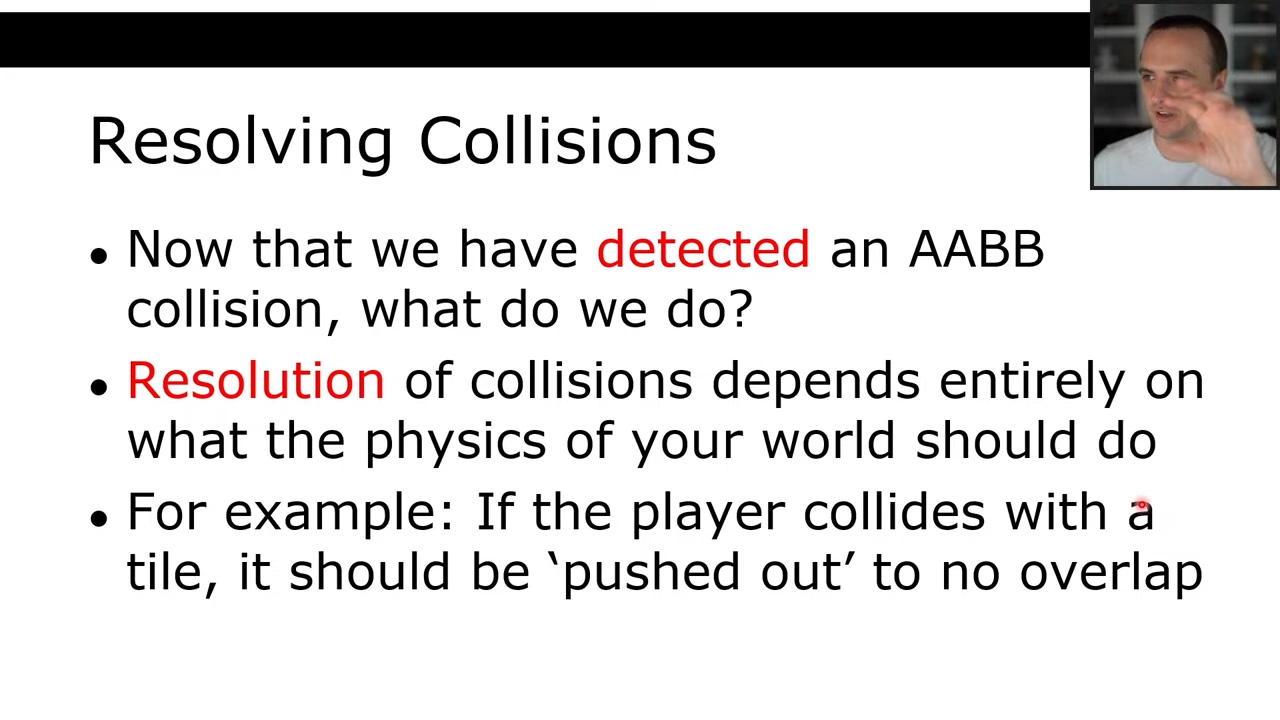 Resolving Collisions
• Now that we have detected an AABB
collision, what do we do?
• Resolution of collisions depends entirely on
what the physics of your world should do
• For example: If the player collides with a
tile, it should be ‘pushed out’ to no overlap